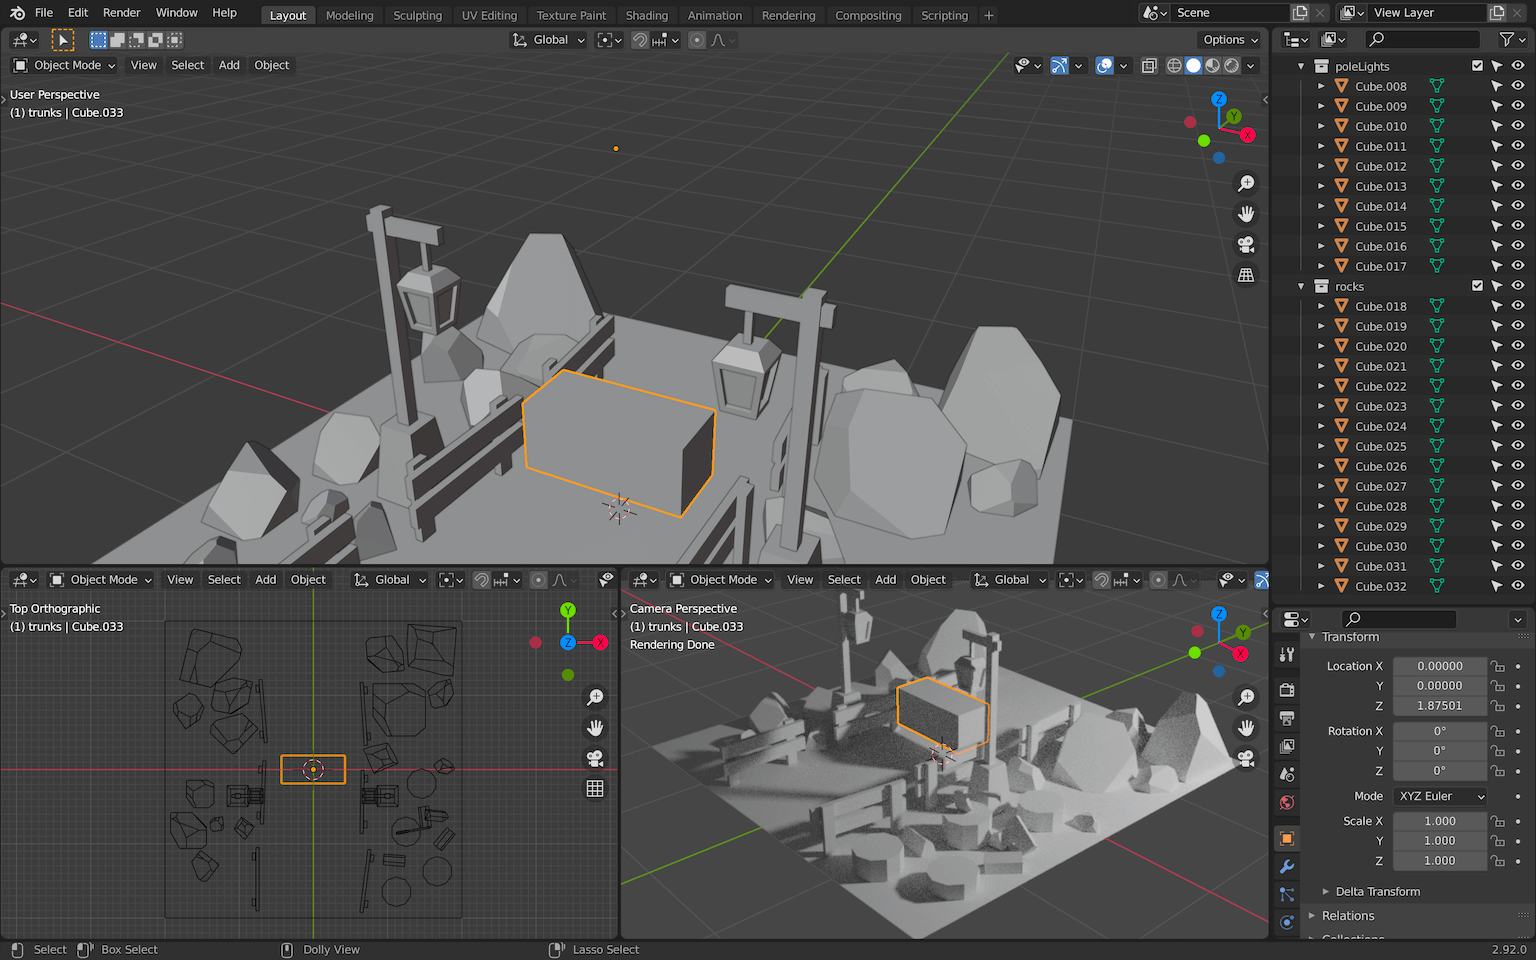 File Edit Render Window Help Layout Modeling Sculpting UV Editing Texture Paint Shading Animation Rendering Compositing Scripting + Scene View Layer
Global Options
Object Mode View Select Add Object
User Perspective
(1) trunks | Cube.033
Z
Y
X
poleLights
Cube.008
Cube.009
Cube.010
Cube.011
Cube.012
Cube.013
Cube.014
Cube.015
Cube.016
Cube.017
rocks
Cube.018
Cube.019
Cube.020
Cube.021
Cube.022
Cube.023
Cube.024
Cube.025
Cube.026
Cube.027
Cube.028
Cube.029
Cube.030
Cube.031
Cube.032
Object Mode View Select Add Object Global
Top Orthographic
(1) trunks | Cube.033
Y
Z X
Object Mode View Select Add Object Global
Camera Perspective
(1) trunks | Cube.033
Rendering Done
Z
Y
X
Transform
Location X 0.00000
Y 0.00000
Z 1.87501
Rotation X 0°
Y 0°
Z 0°
Mode XYZ Euler
Scale X 1.000
Y 1.000
Z 1.000
Delta Transform
Relations
Collections
Select Box Select Dolly View Lasso Select 2.92.0